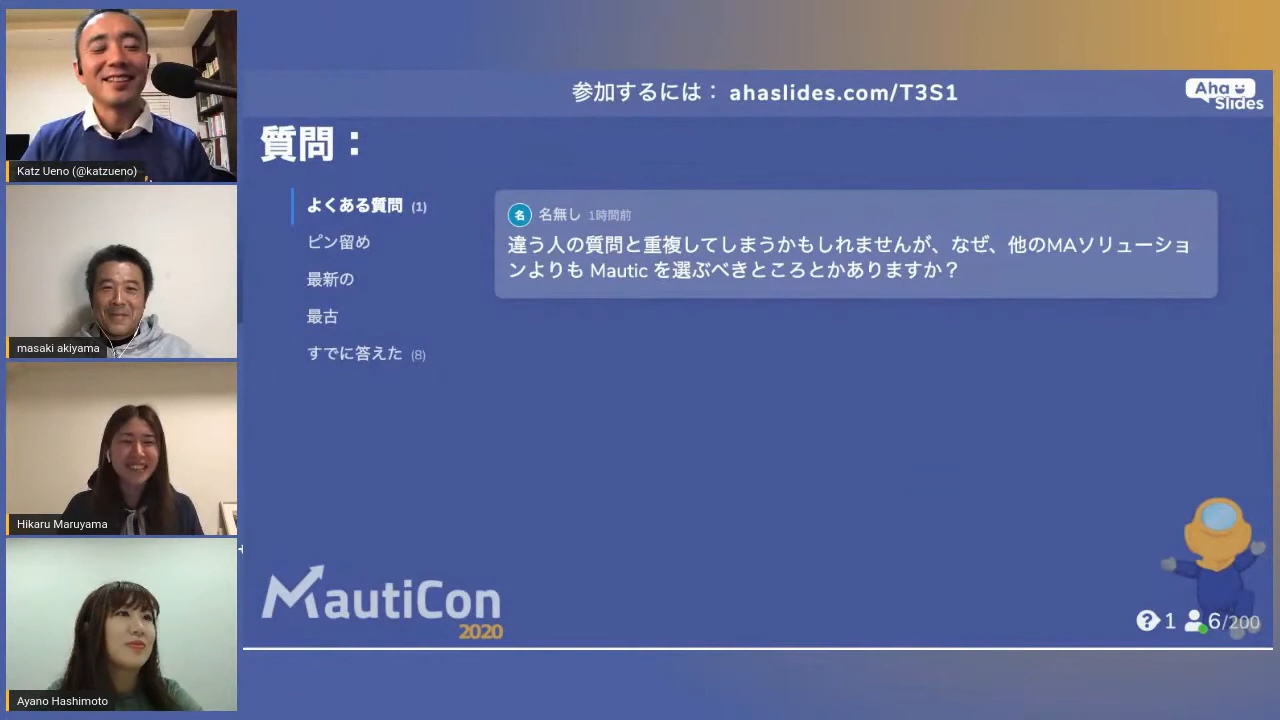 Katz Ueno (@katzueno)
masaki akiyama
Hikaru Maruyama
Ayano Hashimoto
参加するには： ahaslides.com/T3S1
Aha
Slides
質問：
よくある質問 (1)
ピン留め
最新の
最古
すでに答えた (8)
名 名無し 1時間前
違う人の質問と重複してしまうかもしれませんが、なぜ、他のMAソリューショ
ンよりも Mautic を選ぶべきところとかありますか？
MautiCon
2020
? 1 6/200